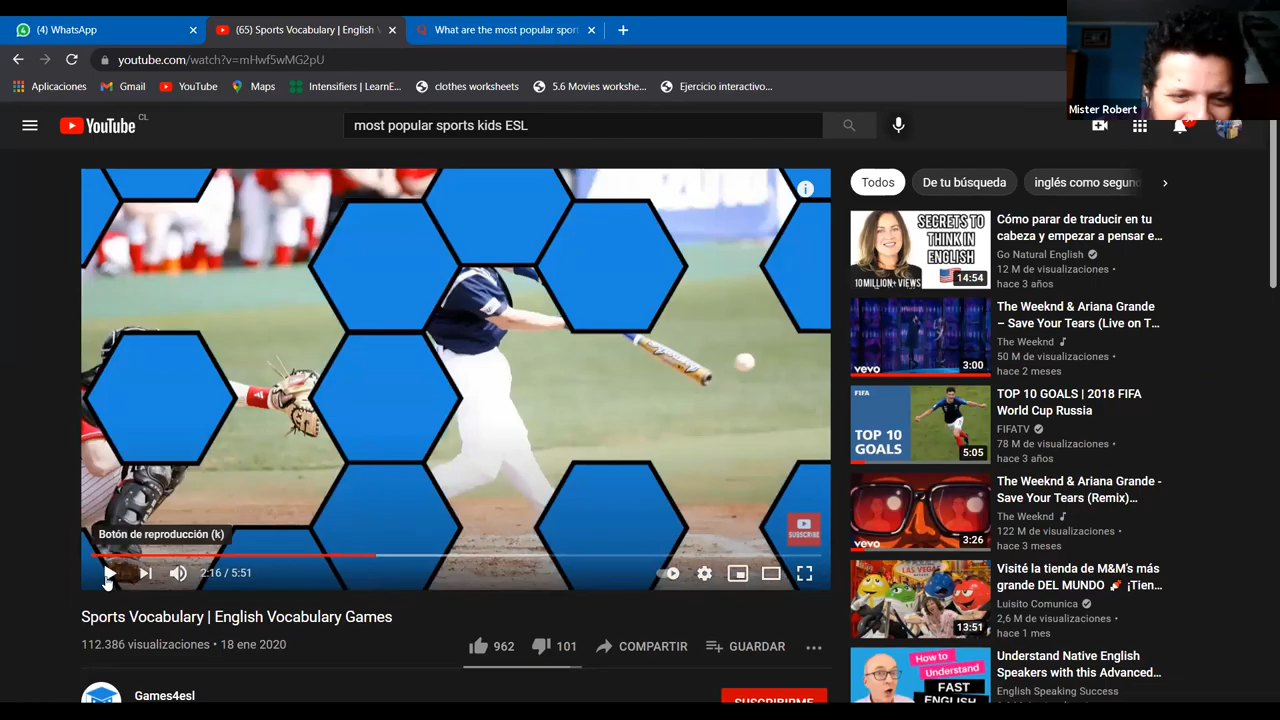 (4) WhatsApp
(65) Sports Vocabulary | English V
What are the most popular sport
youtube.com/watch?v=mHwf5wMG2pU
Aplicaciones
Gmail
YouTube
Maps
Intensifiers | LearnE...
clothes worksheets
5.6 Movies workshe...
Ejercicio interactivo...
Mister Robert
YouTube CL
most popular sports kids ESL
Todos
De tu búsqueda
inglés como segund
SUBSCRIBE
Botón de reproducción (k)
2:16 / 5:51
Sports Vocabulary | English Vocabulary Games
112.386 visualizaciones • 18 ene 2020
962
101
COMPARTIR
GUARDAR
Games4esl
SUSCRIBIRME
SECRETS TO
THINK IN
ENGLISH
10 MILLION+ VIEWS
14:54
Cómo parar de traducir en tu
cabeza y empezar a pensar e...
Go Natural English
12 M de visualizaciones •
hace 3 años
vevo
3:00
The Weeknd & Ariana Grande
– Save Your Tears (Live on T...
The Weeknd
50 M de visualizaciones •
hace 2 meses
FIFA
TOP 10
GOALS
5:05
TOP 10 GOALS | 2018 FIFA
World Cup Russia
FIFATV
78 M de visualizaciones •
hace 3 años
vevo
3:26
The Weeknd & Ariana Grande -
Save Your Tears (Remix)...
The Weeknd
122 M de visualizaciones •
hace 3 meses
LAS VEGAS
13:51
Visité la tienda de M&M's más
grande DEL MUNDO 🚀 ¡Tien...
Luisito Comunica
2,6 M de visualizaciones •
hace 1 mes
How to
Understand
FAST
ENGLISH
Understand Native English
Speakers with this Advanced...
English Speaking Success